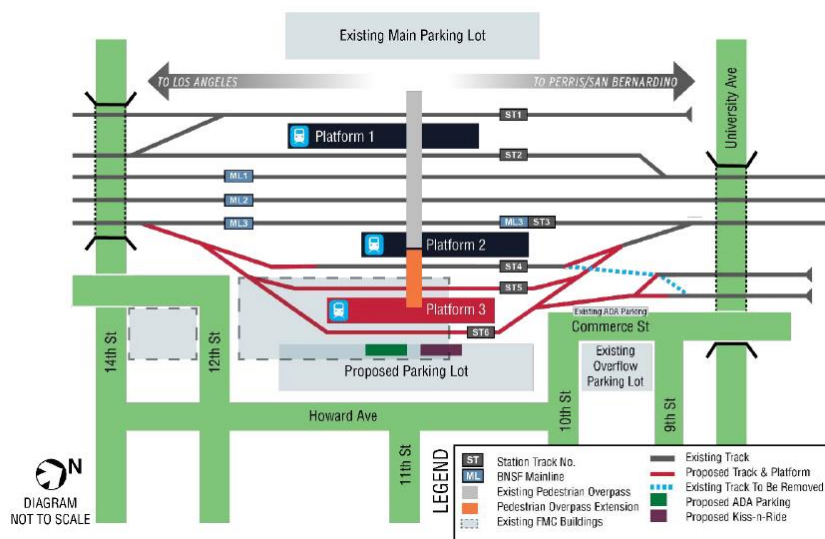 Existing Main Parking Lot
TO LOS ANGELES
TO PERRIS/SAN BERNARDINO
University Ave
ST1
Platform 1
ST2
ML1
ML2
ML3
ML3 ST3
Platform 2
ST4
ST5
Platform 3
ST6
Existing ADA Parking
Commerce St
14th St
12th St
Proposed Parking Lot
Existing
Overflow
Parking Lot
10th St
9th St
Howard Ave
11th St
N
DIAGRAM
NOT TO SCALE
LEGEND
ST Station Track No.
ML BNSF Mainline
Existing Pedestrian Overpass
Pedestrian Overpass Extension
Existing FMC Buildings
Existing Track
Proposed Track & Platform
Existing Track To Be Removed
Proposed ADA Parking
Proposed Kiss-n-Ride